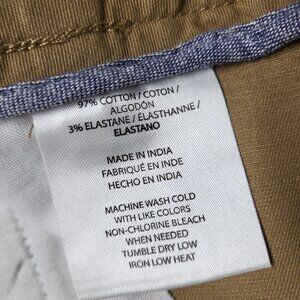 97% COTTON / COTON /
ALGODÓN
3% ELASTANE / ÉLASTHANNE /
ELASTANO
MADE IN INDIA
FABRIQUÉ EN INDE
HECHO EN INDIA
MACHINE WASH COLD
WITH LIKE COLORS
NON-CHLORINE BLEACH
WHEN NEEDED
TUMBLE DRY LOW
IRON LOW HEAT